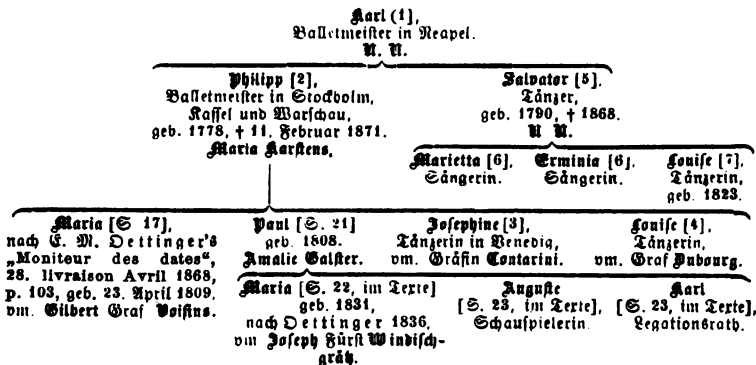 Karl (1),
Balletmeister in Neapel.
N. N.
Philipp [2],
Balletmeister in Stockholm,
Kassel und Warschau,
geb. 1778, † 11. Februar 1871.
Maria Karstens.
Salvator [5],
Tänzer,
geb. 1790, † 1868.
N N.
Marietta [6],
Sängerin.
Erminia [6],
Sängerin.
Louise [7],
Tänzerin,
geb. 1823.
Maria [S 17],
nach E. M. Oettinger's
„Moniteur des dates“,
28. livraison Avril 1868,
p. 103, geb. 23. April 1809.
vm. Gilbert Graf Voisins.
Paul [S. 21]
geb. 1808.
Amalie Galster.
Josephine [3],
Tänzerin in Venedig,
vm. Gräfin Contarini.
Louise [4],
Tänzerin,
vm. Graf Dubourg.
Maria [S. 22, im Texte]
geb. 1831,
nach Oettinger 1836,
vm Joseph Fürst Windisch-
grätz.
Auguste
[S. 23, im Texte],
Schauspielerin.
Karl
[S. 23, im Texte],
Legationsrath.